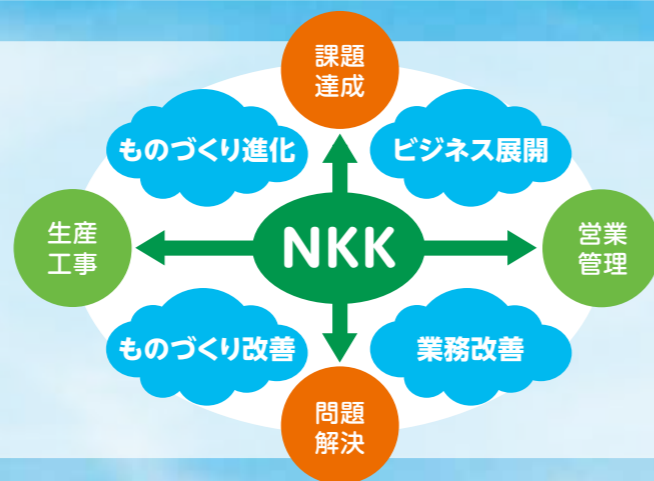 課題
達成
ものづくり進化
ビジネス展開
生産
工事
NKK
営業
管理
ものづくり改善
業務改善
問題
解決